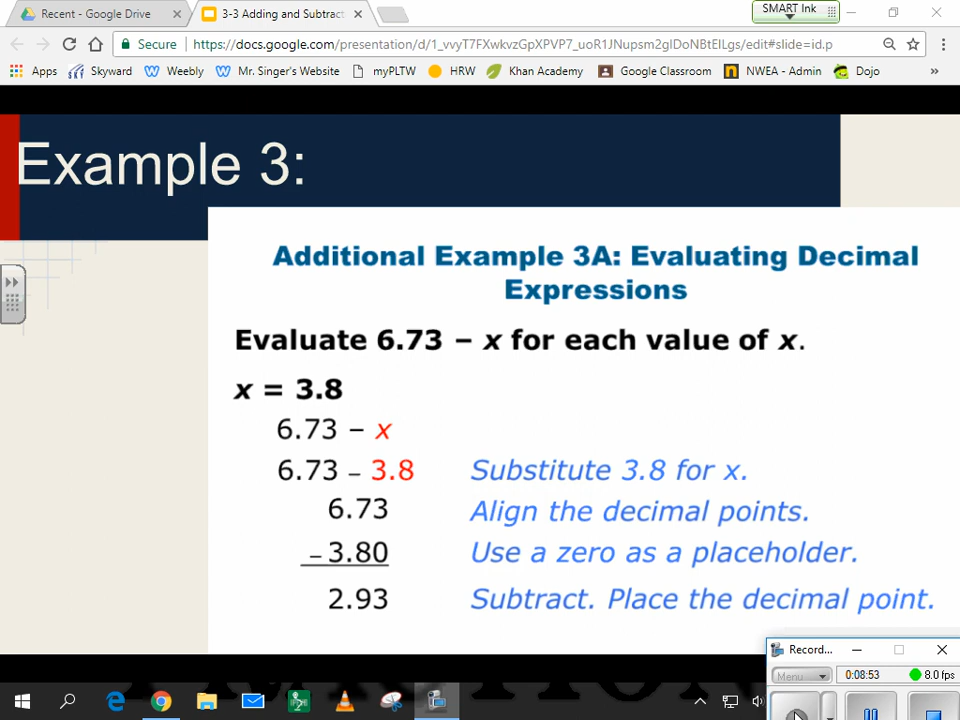 Recent - Google Drive
3-3 Adding and Subtract
SMART Ink
Secure
https://docs.google.com/presentation/d/1_vvyT7FXwkvzGpXPVP7_uoR1JNupsm2glDoNBtElLgs/edit#slide=id.p
Apps
Skyward
Weebly
Mr. Singer's Website
myPLTW
HRW
Khan Academy
Google Classroom
NWEA - Admin
Dojo
Example 3:
Additional Example 3A: Evaluating Decimal
Expressions
Evaluate 6.73 – x for each value of x.
x = 3.8
6.73 – x
6.73 – 3.8 Substitute 3.8 for x.
6.73 Align the decimal points.
– 3.80 Use a zero as a placeholder.
2.93 Subtract. Place the decimal point.
Record...
Menu
0:08:53
8.0 fps